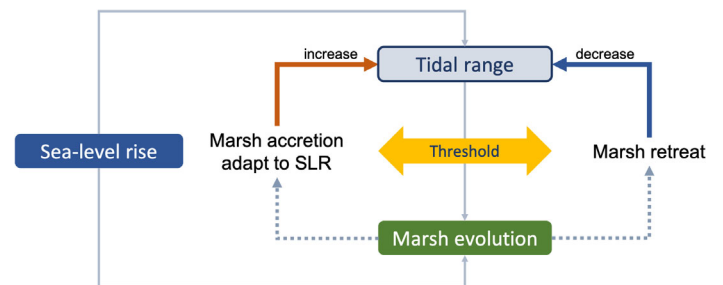 increase
decrease
Tidal range
Sea-level rise
Marsh accretion
adapt to SLR
Threshold
Marsh retreat
Marsh evolution